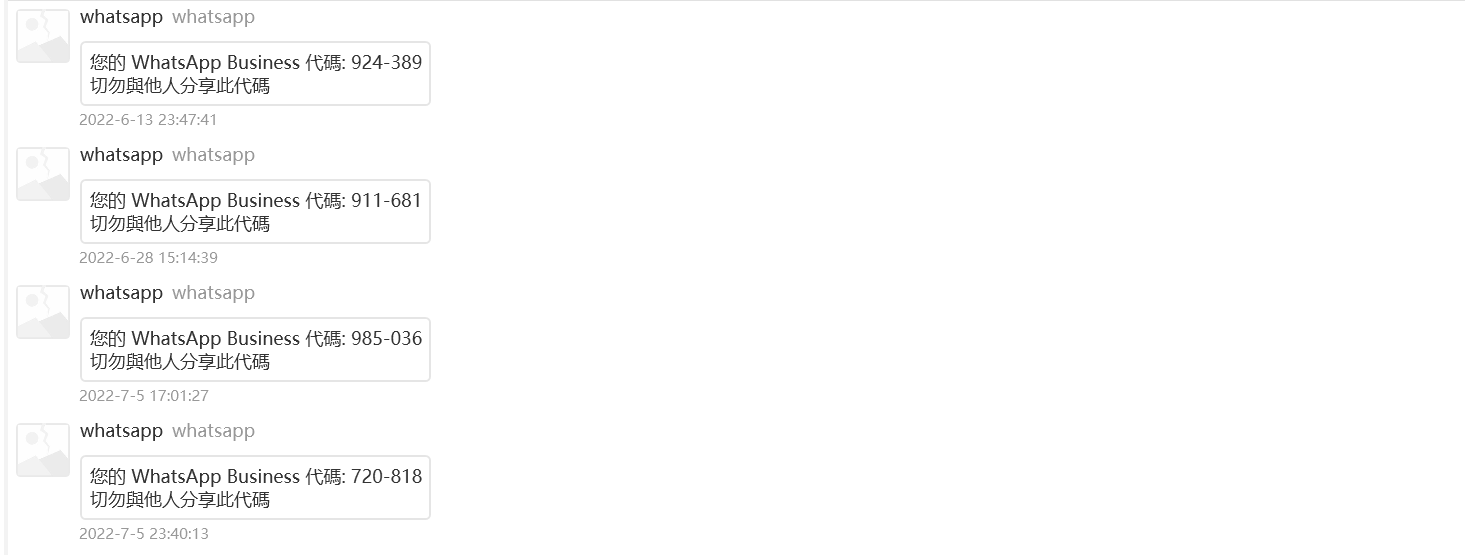 whatsapp whatsapp
您的 WhatsApp Business 代碼: 924-389
切勿與他人分享此代碼
2022-6-13 23:47:41
whatsapp whatsapp
您的 WhatsApp Business 代碼: 911-681
切勿與他人分享此代碼
2022-6-28 15:14:39
whatsapp whatsapp
您的 WhatsApp Business 代碼: 985-036
切勿與他人分享此代碼
2022-7-5 17:01:27
whatsapp whatsapp
您的 WhatsApp Business 代碼: 720-818
切勿與他人分享此代碼
2022-7-5 23:40:13